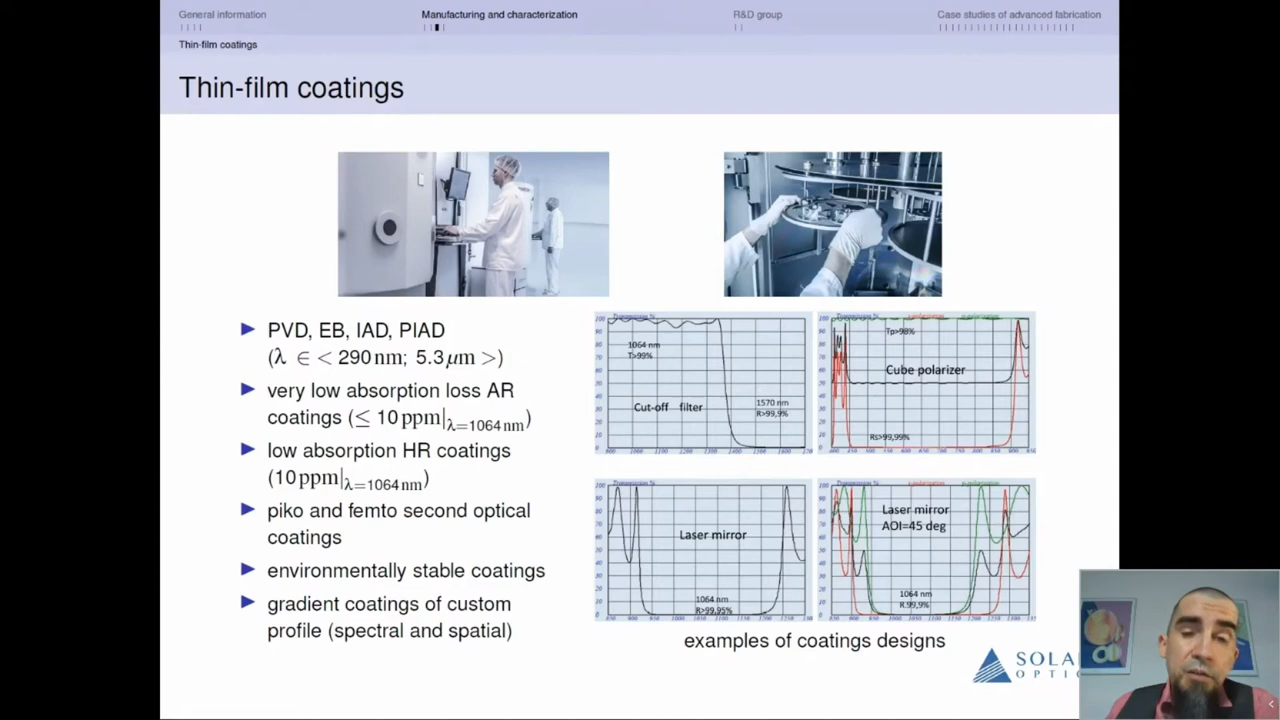 General information
Manufacturing and characterization
R&D group
Case studies of advanced fabrication
Thin-film coatings
Thin-film coatings
PVD, EB, IAD, PIAD
(λ ∈ < 290 nm; 5.3 μm >)
very low absorption loss AR
coatings (≤ 10 ppm|λ=1064 nm)
low absorption HR coatings
(10 ppm|λ=1064 nm)
piko and femto second optical
coatings
environmentally stable coatings
gradient coatings of custom
profile (spectral and spatial)
1064 nm
T>99%
Cut-off filter
1570 nm
R>99,9%
Tp>98%
Cube polarizer
Rs>99,99%
Laser mirror
1064 nm
R>99,95%
Laser mirror
AOI=45 deg
1064 nm
R.99,9%
examples of coatings designs